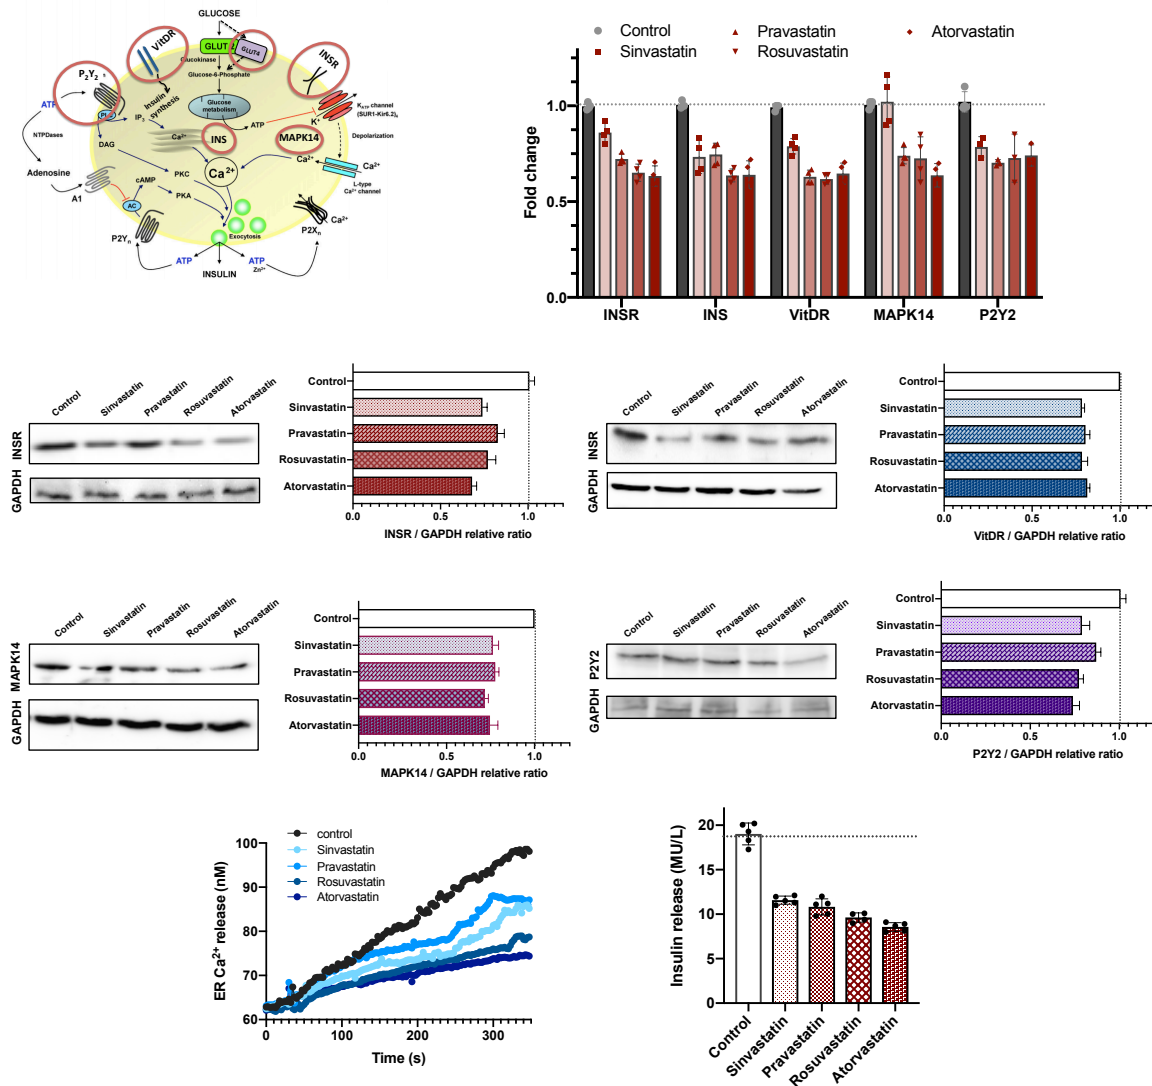 GLUCOSE
VitDR
GLUT 2
GLUT4
INSR
Glucokinase
P₂Y₂
Glucose-6-Phosphate
Insulin
synthesis
ATP
Glucose
metabolism
K_ATP channel
(SUR1-Kir6.2)₄
IP₃
ATP
K⁺
NTPDases
Ca²⁺
INS
MAPK14
Depolarization
DAG
Ca²⁺
Ca²⁺
Ca²⁺
Adenosine
PKC
L-type
Ca²⁺ channel
A1
cAMP
PKA
AC
Ca²⁺
P2Xₙ
P2Yₙ
Exocytosis
ATP
ATP
Zn²⁺
INSULIN
Control
Pravastatin
Atorvastatin
Sinvastatin
Rosuvastatin
Fold change
1.0
0.5
0.0
INSR
INS
VitDR
MAPK14
P2Y2
Control
Sinvastatin
Pravastatin
Rosuvastatin
Atorvastatin
INSR
GAPDH
Control
Sinvastatin
Pravastatin
Rosuvastatin
Atorvastatin
0.0 0.5 1.0
INSR / GAPDH relative ratio
Control
Sinvastatin
Pravastatin
Rosuvastatin
Atorvastatin
INSR
GAPDH
Control
Sinvastatin
Pravastatin
Rosuvastatin
Atorvastatin
0.0 0.5 1.0
VitDR / GAPDH relative ratio
Control
Sinvastatin
Pravastatin
Rosuvastatin
Atorvastatin
MAPK14
GAPDH
Control
Sinvastatin
Pravastatin
Rosuvastatin
Atorvastatin
0.0 0.5 1.0
MAPK14 / GAPDH relative ratio
Control
Sinvastatin
Pravastatin
Rosuvastatin
Atorvastatin
P2Y2
GAPDH
Control
Sinvastatin
Pravastatin
Rosuvastatin
Atorvastatin
0.0 0.5 1.0
P2Y2 / GAPDH relative ratio
control
Sinvastatin
Pravastatin
Rosuvastatin
Atorvastatin
ER Ca²⁺ release (nM)
100
90
80
70
60
0 100 200 300
Time (s)
Insulin release (MU/L)
20
15
10
5
0
Control
Sinvastatin
Pravastatin
Rosuvastatin
Atorvastatin